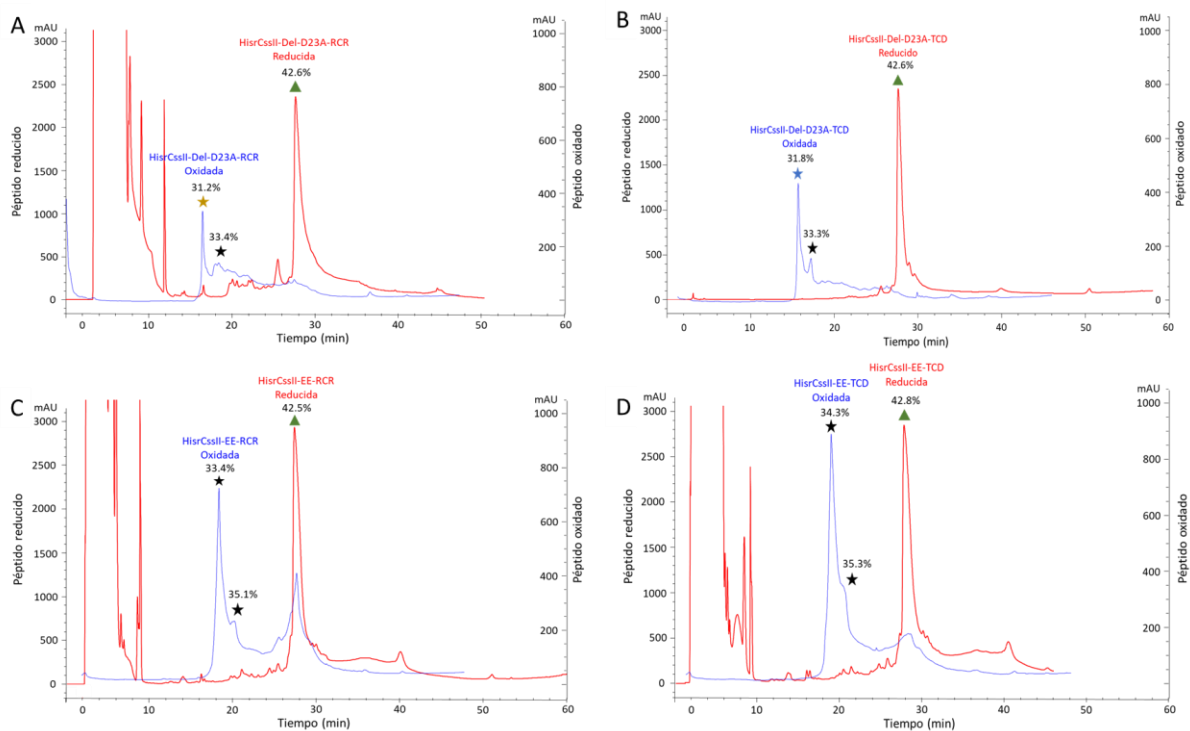 A
mAU
HisrCssII-Del-D23A-RCR
Reducida
42.6%
mAU
3000
2500
2000
1500
1000
500
0
Péptido reducido
HisrCssII-Del-D23A-RCR
Oxidada
31.2%
33.4%
1000
800
600
400
200
0
Péptido oxidado
0 10 20 30 40 50 60
Tiempo (min)
B
mAU
HisrCssII-Del-D23A-TCD
Reducido
42.6%
mAU
3000
2500
2000
1500
1000
500
0
Péptido reducido
HisrCssII-Del-D23A-TCD
Oxidada
31.8%
33.3%
1000
800
600
400
200
0
Péptido oxidado
0 10 20 30 40 50 60
Tiempo (min)
C
mAU
HisrCssII-EE-RCR
Reducida
42.5%
mAU
3000
2500
2000
1500
1000
500
0
Péptido reducido
HisrCssII-EE-RCR
Oxidada
33.4%
35.1%
1000
800
600
400
200
0
Péptido oxidado
0 10 20 30 40 50 60
Tiempo (min)
D
mAU
HisrCssII-EE-TCD
Oxidada
34.3%
HisrCssII-EE-TCD
Reducida
42.8%
mAU
3000
2500
2000
1500
1000
500
0
Péptido reducido
35.3%
1000
800
600
400
200
0
Péptido oxidado
0 10 20 30 40 50 60
Tiempo (min)